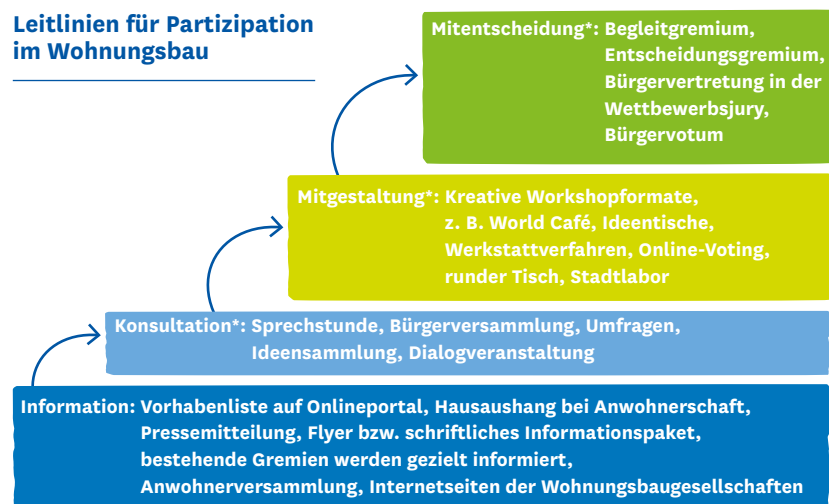 Leitlinien für Partizipation
im Wohnungsbau
Mitentscheidung*: Begleitgremium,
Entscheidungsgremium,
Bürgervertretung in der
Wettbewerbsjury,
Bürgervotum
Mitgestaltung*: Kreative Workshopformate,
z. B. World Café, Ideentische,
Werkstattverfahren, Online-Voting,
runder Tisch, Stadtlabor
Konsultation*: Sprechstunde, Bürgerversammlung, Umfragen,
Ideensammlung, Dialogveranstaltung
Information: Vorhabenliste auf Onlineportal, Hausaushang bei Anwohnerschaft,
Pressemitteilung, Flyer bzw. schriftliches Informationspaket,
bestehende Gremien werden gezielt informiert,
Anwohnerversammlung, Internetseiten der Wohnungsbaugesellschaften